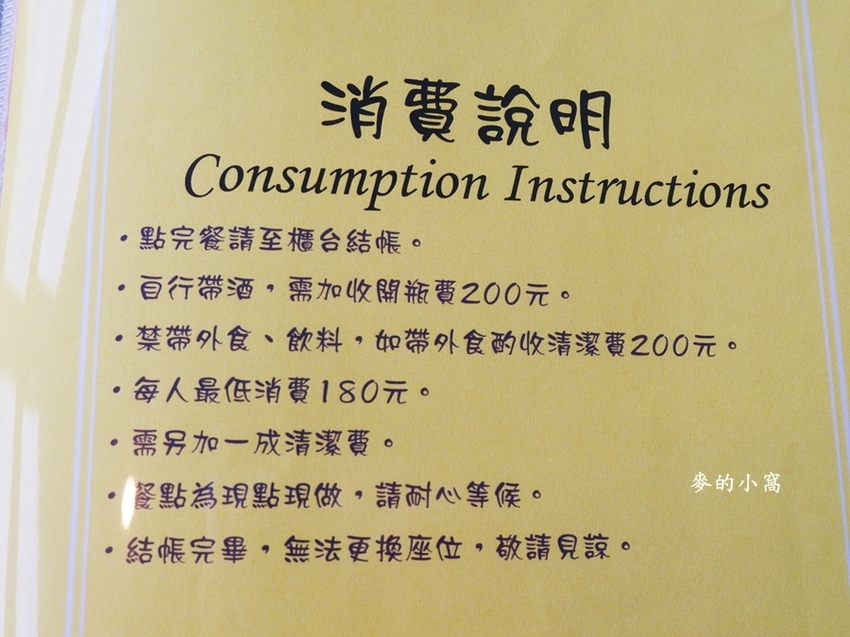 消費說明
Consumption Instructions
・點完餐請至櫃台結帳。
・自行帶酒，需加收開瓶費200元。
・禁帶外食、飲料，如帶外食酌收清潔費200元。
・每人最低消費180元。
・需另加一成清潔費。
・餐點為現點現做，請耐心等候。
・結帳完畢，無法更換座位，敬請見諒。
麥的小窩